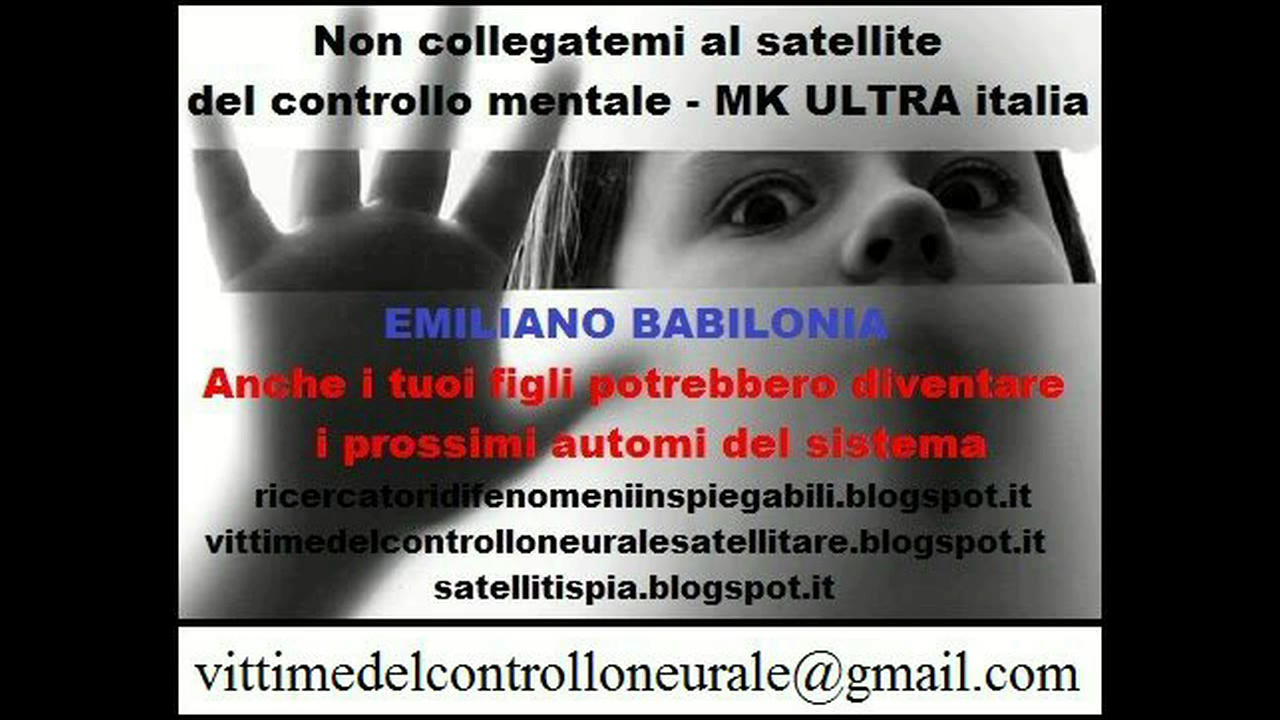 Non collegatemi al satellite
del controllo mentale - MK ULTRA italia
EMILIANO BABILONIA
Anche i tuoi figli potrebbero diventare
i prossimi automi del sistema
ricercatoridifenomeniinspiegabili.blogspot.it
vittimedelcontrolloneuralesatellitare.blogspot.it
satellitispia.blogspot.it
vittimedelcontrolloneurale@gmail.com